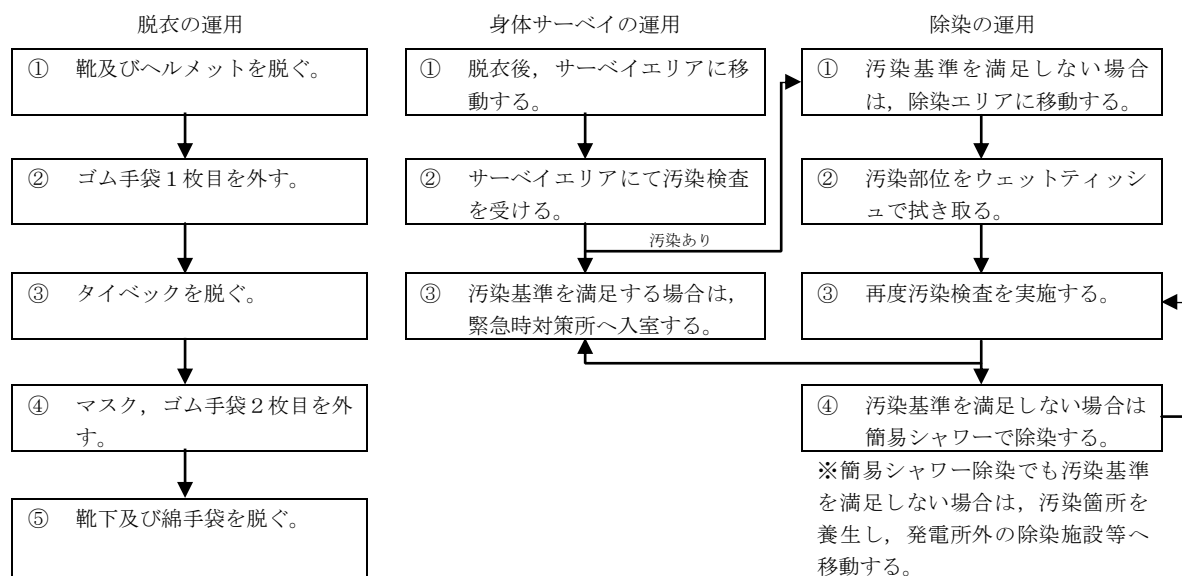 脱衣の運用
① 靴及びヘルメットを脱ぐ。
② ゴム手袋１枚目を外す。
③ タイベックを脱ぐ。
④ マスク，ゴム手袋２枚目を外
す。
⑤ 靴下及び綿手袋を脱ぐ。
身体サーベイの運用
① 脱衣後，サーベイエリアに移
動する。
② サーベイエリアにて汚染検査
を受ける。
汚染あり
③ 汚染基準を満足する場合は，
緊急時対策所へ入室する。
除染の運用
① 汚染基準を満足しない場合
は，除染エリアに移動する。
② 汚染部位をウェットティッシ
ュで拭き取る。
③ 再度汚染検査を実施する。
④ 汚染基準を満足しない場合は
簡易シャワーで除染する。
※簡易シャワー除染でも汚染基準
を満足しない場合は，汚染箇所を
養生し，発電所外の除染施設等へ
移動する。